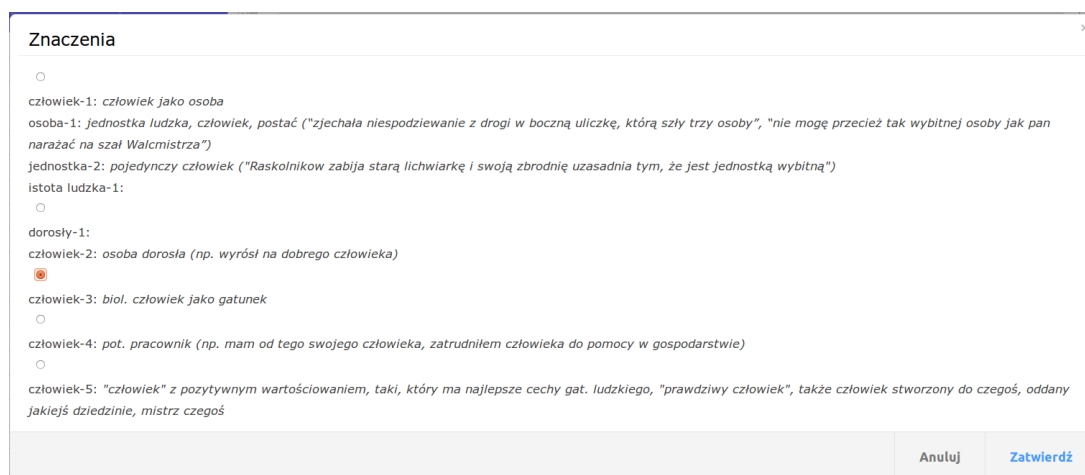 Znaczenia
człowiek-1: człowiek jako osoba
osoba-1: jednostka ludzka, człowiek, postać ("zjechała niespodziewanie z drogi w boczną uliczkę, którą szły trzy osoby", "nie mogę przecież tak wybitnej osoby jak pan
narażać na szał Walcmistrza")
jednostka-2: pojedynczy człowiek ("Raskolnikow zabija starą lichwiarkę i swoją zbrodnię uzasadnia tym, że jest jednostką wybitną")
istota ludzka-1:
dorosły-1:
człowiek-2: osoba dorosła (np. wyrósł na dobrego człowieka)
człowiek-3: biol. człowiek jako gatunek
człowiek-4: pot. pracownik (np. mam od tego swojego człowieka, zatrudniłem człowieka do pomocy w gospodarstwie)
człowiek-5: "człowiek" z pozytywnym wartościowaniem, taki, który ma najlepsze cechy gat. ludzkiego, "prawdziwy człowiek", także człowiek stworzony do czegoś, oddany
jakiejś dziedzinie, mistrz czegoś
Anuluj Zatwierdź